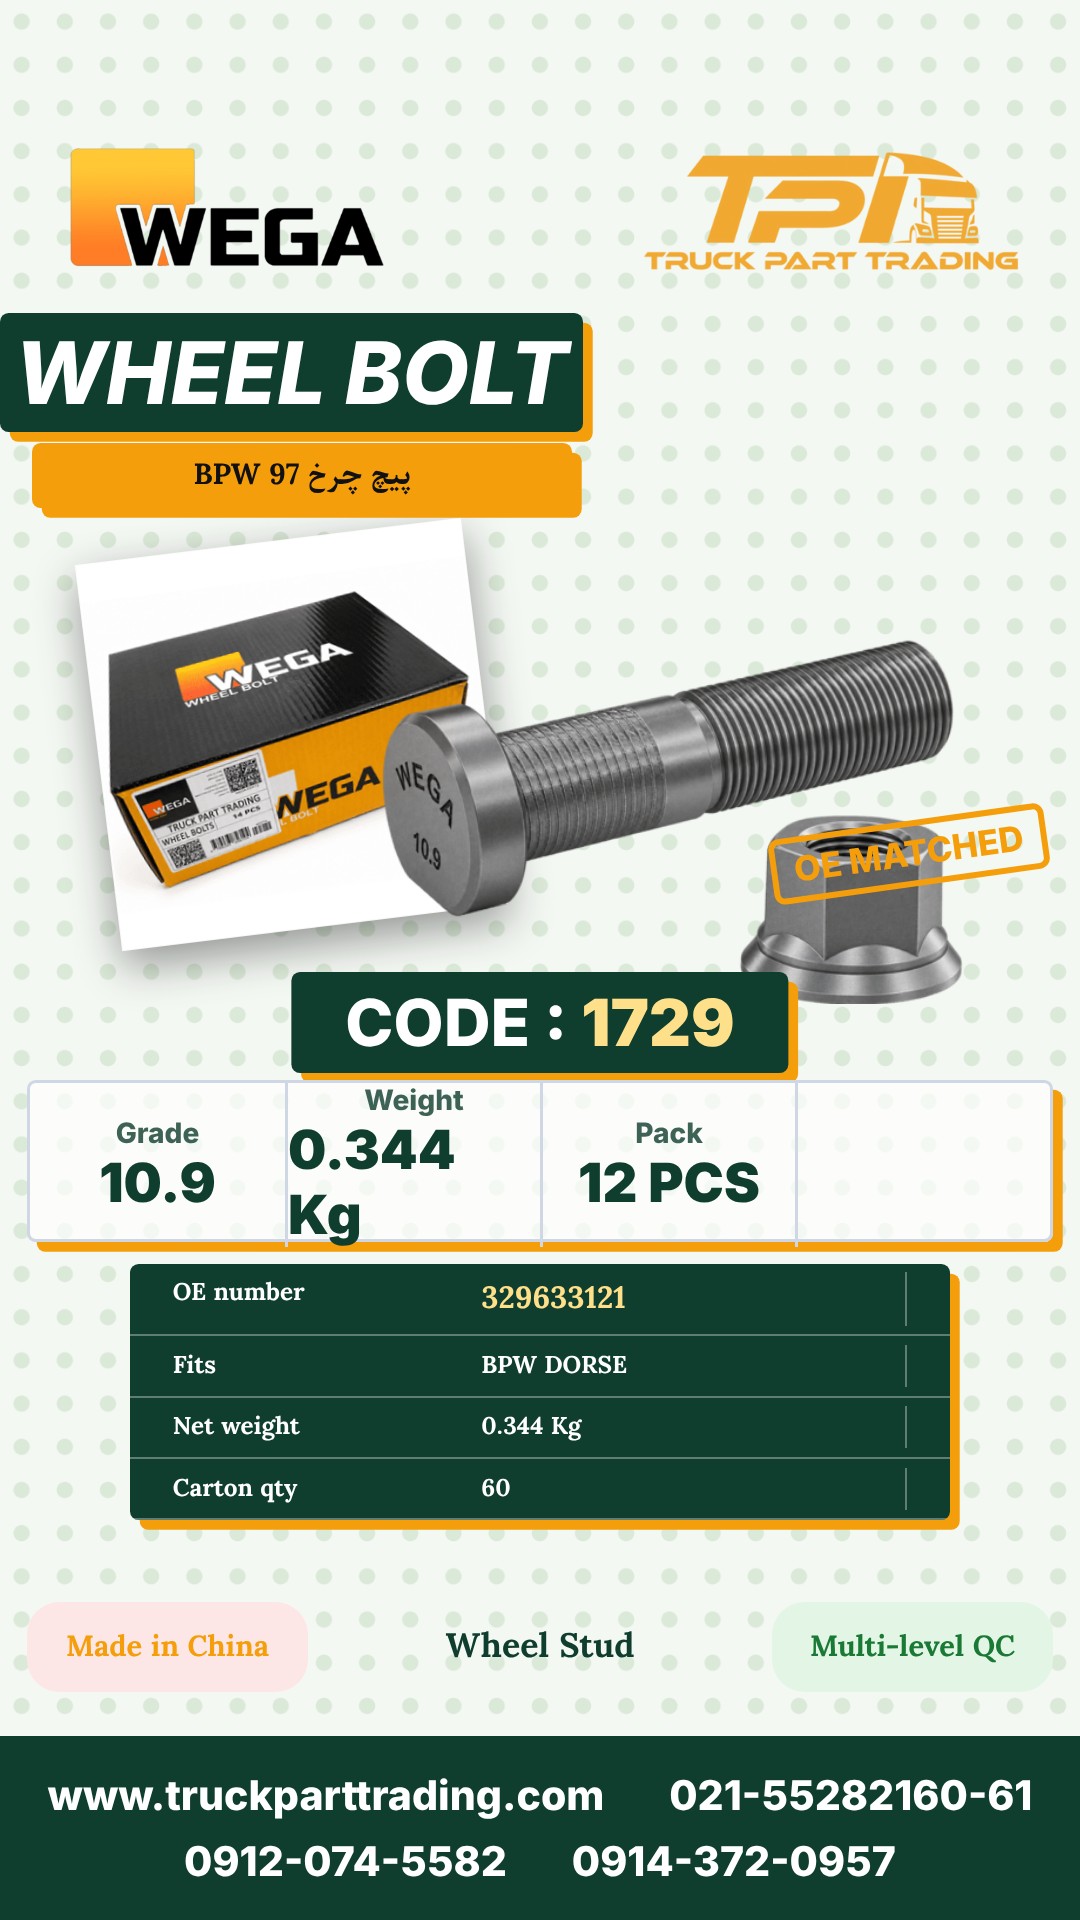 WEGA
TPT
TRUCK PART TRADING
WHEEL BOLT
پیچ چرخ BPW 97
WEGA
WHEEL BOLT
WEGA
TRUCK PART TRADING
WHEEL BOLTS 14 PCS
WEGA
WEGA
10.9
OE MATCHED
CODE : 1729
Grade
10.9
Weight
0.344
Kg
Pack
12 PCS
OE number 329633121
Fits BPW DORSE
Net weight 0.344 Kg
Carton qty 60
Made in China
Wheel Stud
Multi-level QC
www.truckparttrading.com 021-55282160-61
0912-074-5582 0914-372-0957